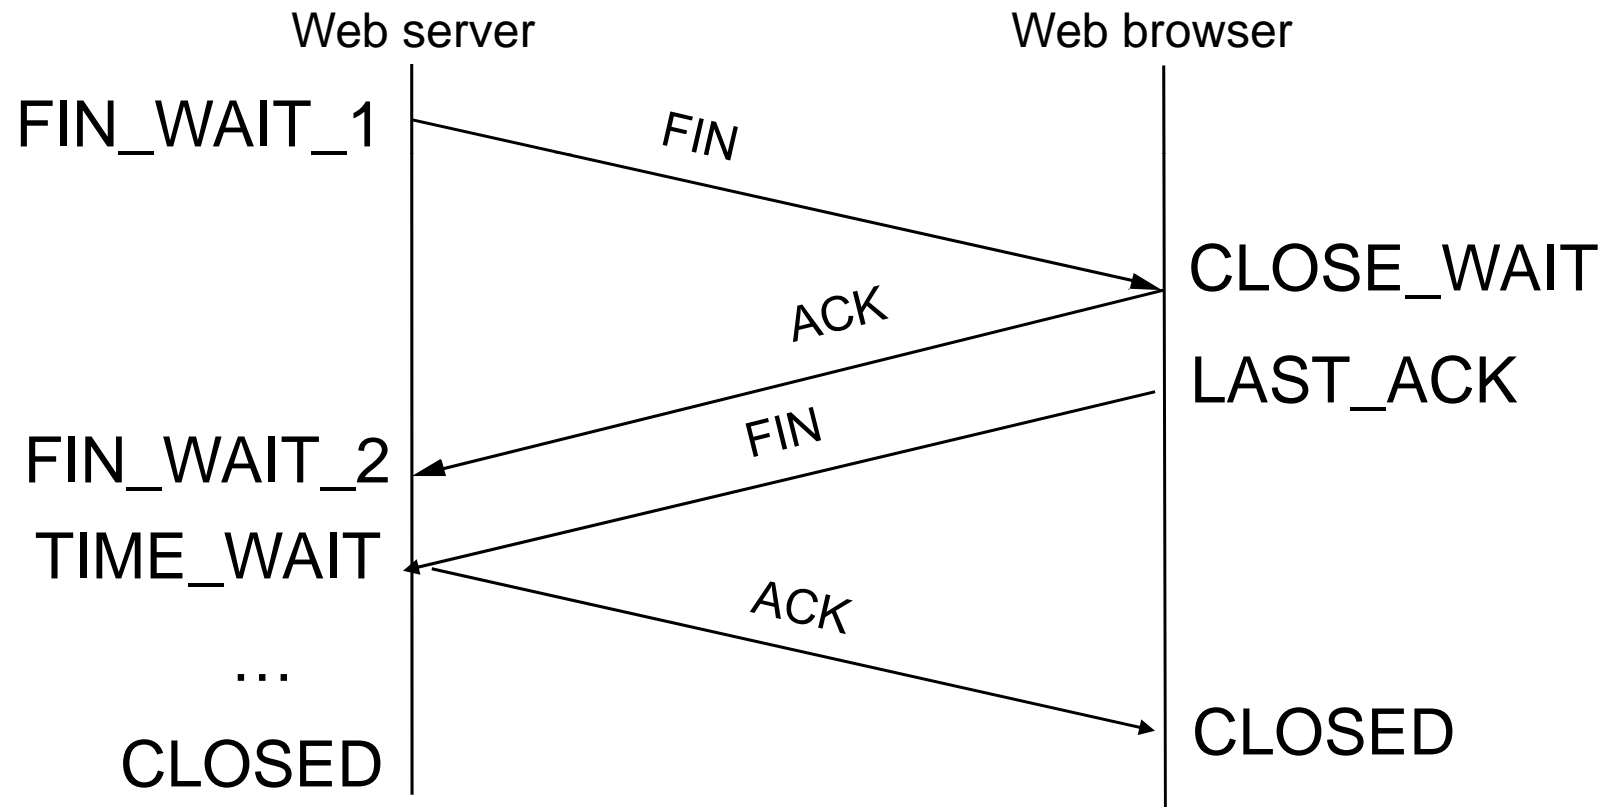 Web server
Web browser
FIN_WAIT_1
FIN
CLOSE_WAIT
ACK
LAST_ACK
FIN
FIN_WAIT_2
TIME_WAIT
ACK
…
CLOSED
CLOSED